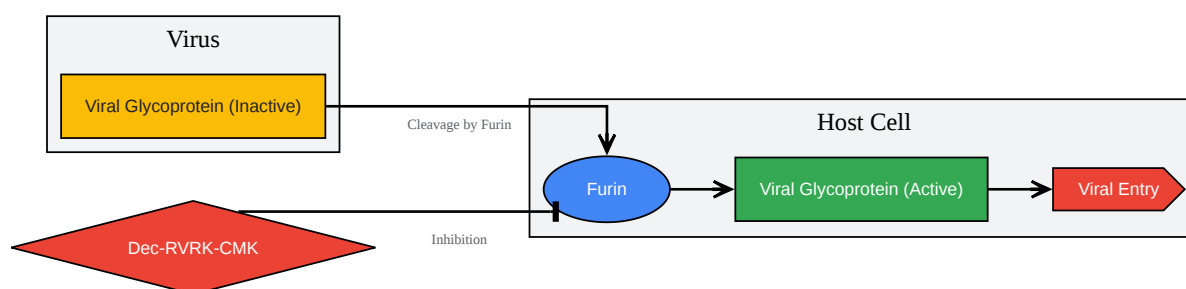 Virus
Viral Glycoprotein (Inactive)
Cleavage by Furin
Host Cell
Furin
Viral Glycoprotein (Active)
Viral Entry
Dec-RVRK-CMK
Inhibition